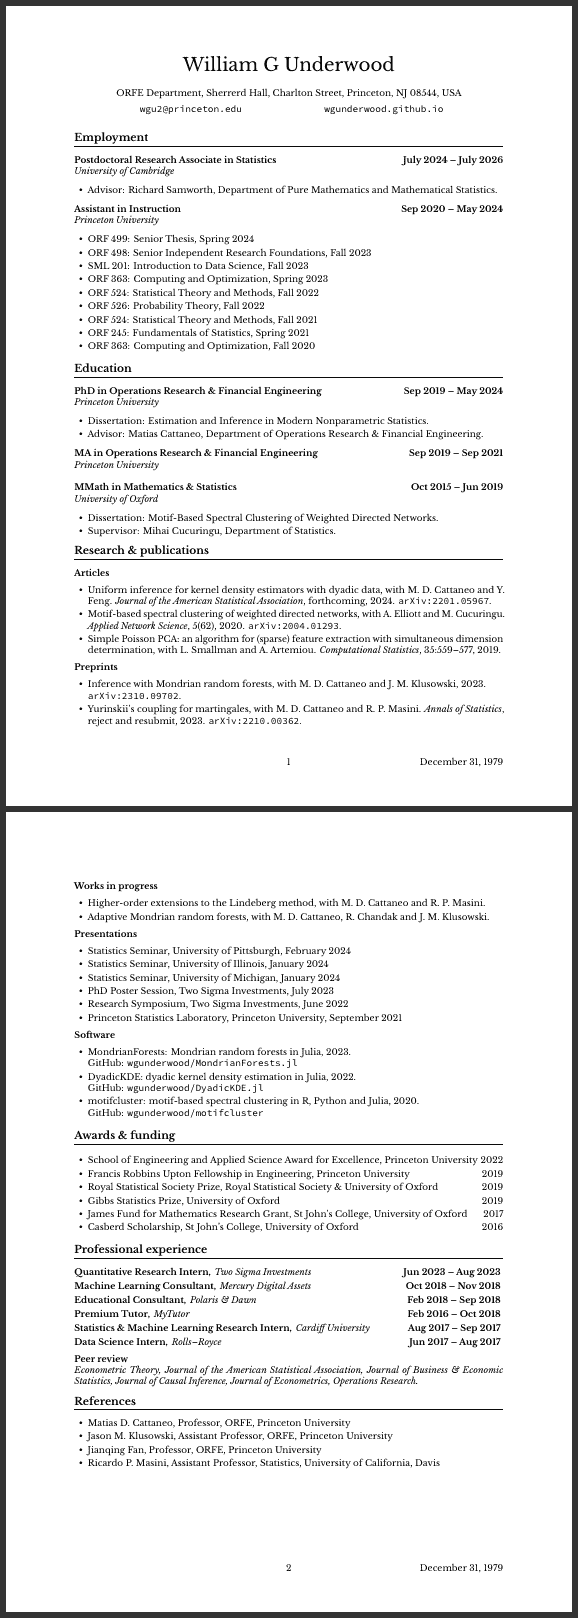 William G Underwood
ORFE Department, Sherrerd Hall, Charlton Street, Princeton, NJ 08544, USA
wgu2@princeton.edu wgunderwood.github.io
Employment
Postdoctoral Research Associate in Statistics July 2024 – July 2026
University of Cambridge
• Advisor: Richard Samworth, Department of Pure Mathematics and Mathematical Statistics.
Assistant in Instruction Sep 2020 – May 2024
Princeton University
• ORF 499: Senior Thesis, Spring 2024
• ORF 498: Senior Independent Research Foundations, Fall 2023
• SML 201: Introduction to Data Science, Fall 2023
• ORF 363: Computing and Optimization, Spring 2023
• ORF 524: Statistical Theory and Methods, Fall 2022
• ORF 526: Probability Theory, Fall 2022
• ORF 524: Statistical Theory and Methods, Fall 2021
• ORF 245: Fundamentals of Statistics, Spring 2021
• ORF 363: Computing and Optimization, Fall 2020
Education
PhD in Operations Research & Financial Engineering Sep 2019 – May 2024
Princeton University
• Dissertation: Estimation and Inference in Modern Nonparametric Statistics.
• Advisor: Matias Cattaneo, Department of Operations Research & Financial Engineering.
MA in Operations Research & Financial Engineering Sep 2019 – Sep 2021
Princeton University
MMath in Mathematics & Statistics Oct 2015 – Jun 2019
University of Oxford
• Dissertation: Motif-Based Spectral Clustering of Weighted Directed Networks.
• Supervisor: Mihai Cucuringu, Department of Statistics.
Research & publications
Articles
• Uniform inference for kernel density estimators with dyadic data, with M. D. Cattaneo and Y.
Feng. Journal of the American Statistical Association, forthcoming, 2024. arXiv:2201.05967.
• Motif-based spectral clustering of weighted directed networks, with A. Elliott and M. Cucuringu.
Applied Network Science, 5(62), 2020. arXiv:2004.01293.
• Simple Poisson PCA: an algorithm for (sparse) feature extraction with simultaneous dimension
determination, with L. Smallman and A. Artemiou. Computational Statistics, 35:559–577, 2019.
Preprints
• Inference with Mondrian random forests, with M. D. Cattaneo and J. M. Klusowski, 2023.
arXiv:2310.09702.
• Yurinskii's coupling for martingales, with M. D. Cattaneo and R. P. Masini. Annals of Statistics,
reject and resubmit, 2023. arXiv:2210.00362.
1 December 31, 1979
Works in progress
• Higher-order extensions to the Lindeberg method, with M. D. Cattaneo and R. P. Masini.
• Adaptive Mondrian random forests, with M. D. Cattaneo, R. Chandak and J. M. Klusowski.
Presentations
• Statistics Seminar, University of Pittsburgh, February 2024
• Statistics Seminar, University of Illinois, January 2024
• Statistics Seminar, University of Michigan, January 2024
• PhD Poster Session, Two Sigma Investments, July 2023
• Research Symposium, Two Sigma Investments, June 2022
• Princeton Statistics Laboratory, Princeton University, September 2021
Software
• MondrianForests: Mondrian random forests in Julia, 2023.
GitHub: wgunderwood/MondrianForests.jl
• DyadicKDE: dyadic kernel density estimation in Julia, 2022.
GitHub: wgunderwood/DyadicKDE.jl
• motifcluster: motif-based spectral clustering in R, Python and Julia, 2020.
GitHub: wgunderwood/motifcluster
Awards & funding
• School of Engineering and Applied Science Award for Excellence, Princeton University 2022
• Francis Robbins Upton Fellowship in Engineering, Princeton University 2019
• Royal Statistical Society Prize, Royal Statistical Society & University of Oxford 2019
• Gibbs Statistics Prize, University of Oxford 2019
• James Fund for Mathematics Research Grant, St John's College, University of Oxford 2017
• Casberd Scholarship, St John's College, University of Oxford 2016
Professional experience
Quantitative Research Intern, Two Sigma Investments Jun 2023 – Aug 2023
Machine Learning Consultant, Mercury Digital Assets Oct 2018 – Nov 2018
Educational Consultant, Polaris & Dawn Feb 2018 – Sep 2018
Premium Tutor, MyTutor Feb 2016 – Oct 2018
Statistics & Machine Learning Research Intern, Cardiff University Aug 2017 – Sep 2017
Data Science Intern, Rolls–Royce Jun 2017 – Aug 2017
Peer review
Econometric Theory, Journal of the American Statistical Association, Journal of Business & Economic
Statistics, Journal of Causal Inference, Journal of Econometrics, Operations Research.
References
• Matias D. Cattaneo, Professor, ORFE, Princeton University
• Jason M. Klusowski, Assistant Professor, ORFE, Princeton University
• Jianqing Fan, Professor, ORFE, Princeton University
• Ricardo P. Masini, Assistant Professor, Statistics, University of California, Davis
2 December 31, 1979